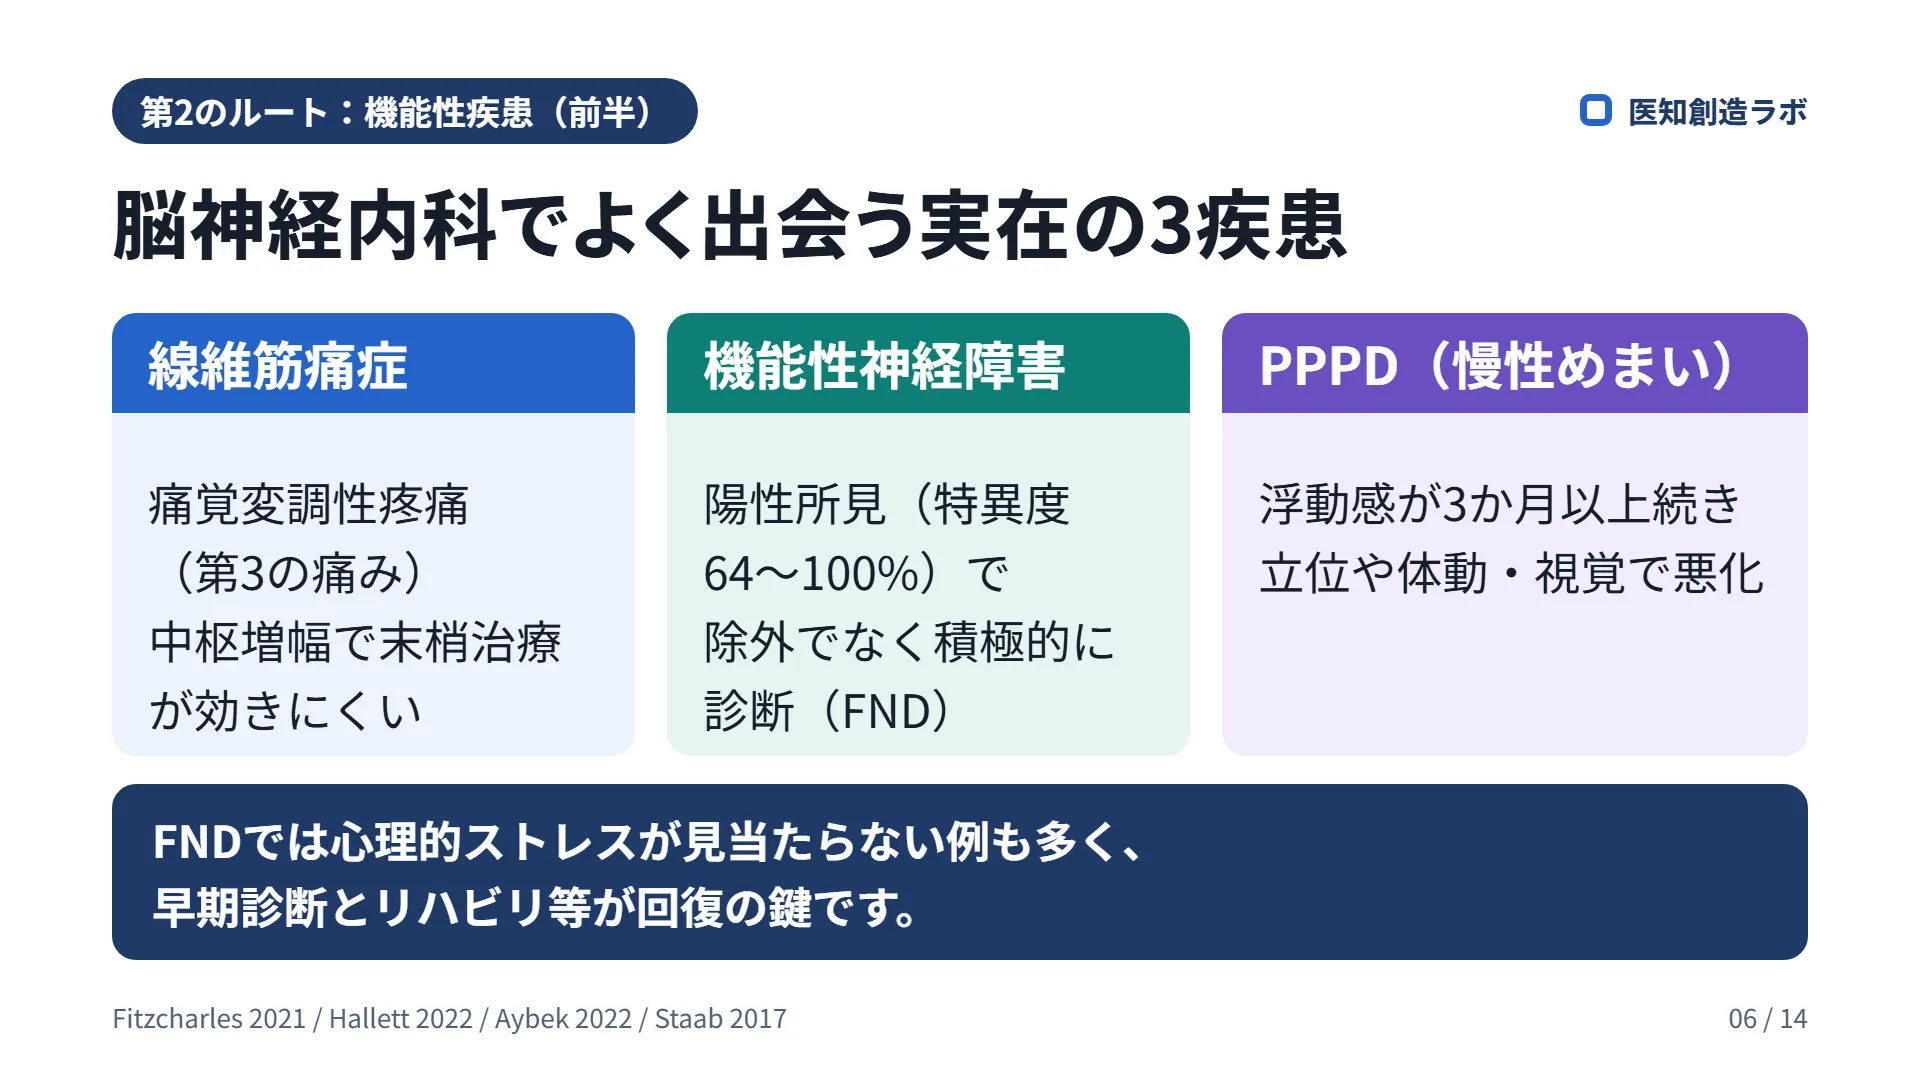 第2のルート：機能性疾患（前半）
医知創造ラボ
脳神経内科でよく出会う実在の3疾患
線維筋痛症
痛覚変調性疼痛
（第3の痛み）
中枢増幅で末梢治療
が効きにくい
機能性神経障害
陽性所見（特異度
64〜100%）で
除外でなく積極的に
診断（FND）
PPPD（慢性めまい）
浮動感が3か月以上続き
立位や体動・視覚で悪化
FNDでは心理的ストレスが見当たらない例も多く、
早期診断とリハビリ等が回復の鍵です。
Fitzcharles 2021 / Hallett 2022 / Aybek 2022 / Staab 2017
06 / 14